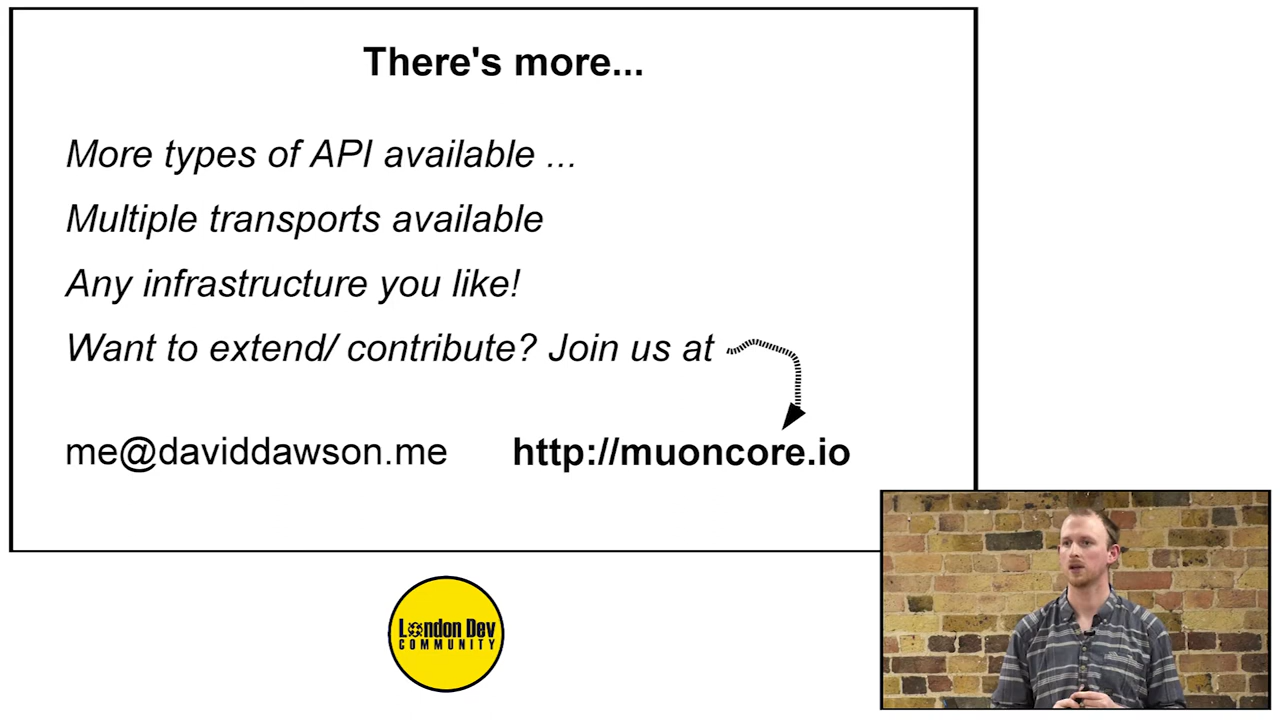 There's more...
More types of API available ...
Multiple transports available
Any infrastructure you like!
Want to extend/ contribute? Join us at
me@daviddawson.me http://muoncore.io
London Dev
COMMUNITY